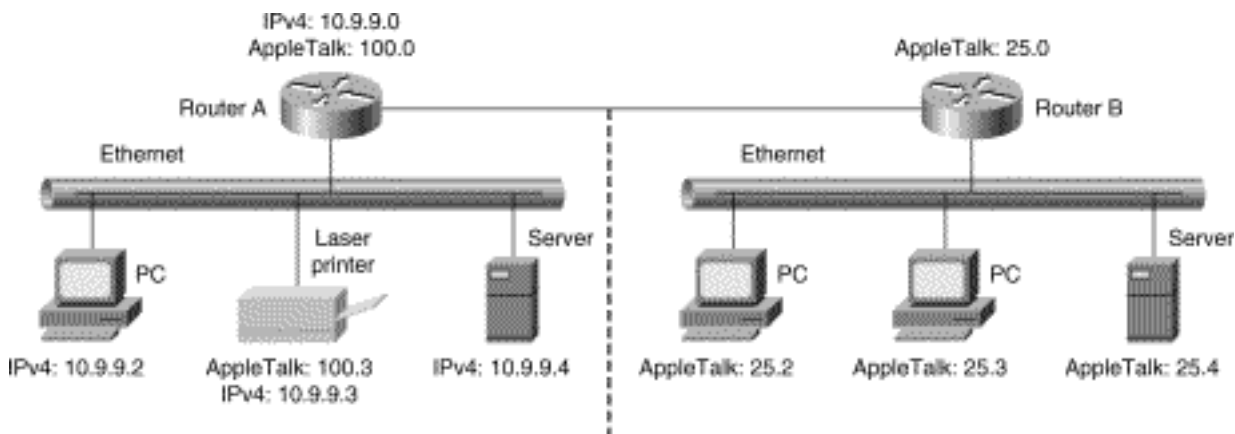 IPv4: 10.9.9.0
AppleTalk: 100.0
AppleTalk: 25.0
Router A
Router B
Ethernet
Ethernet
PC
Laser
printer
Server
PC
PC
Server
IPv4: 10.9.9.2
AppleTalk: 100.3
IPv4: 10.9.9.3
IPv4: 10.9.9.4
AppleTalk: 25.2
AppleTalk: 25.3
AppleTalk: 25.4